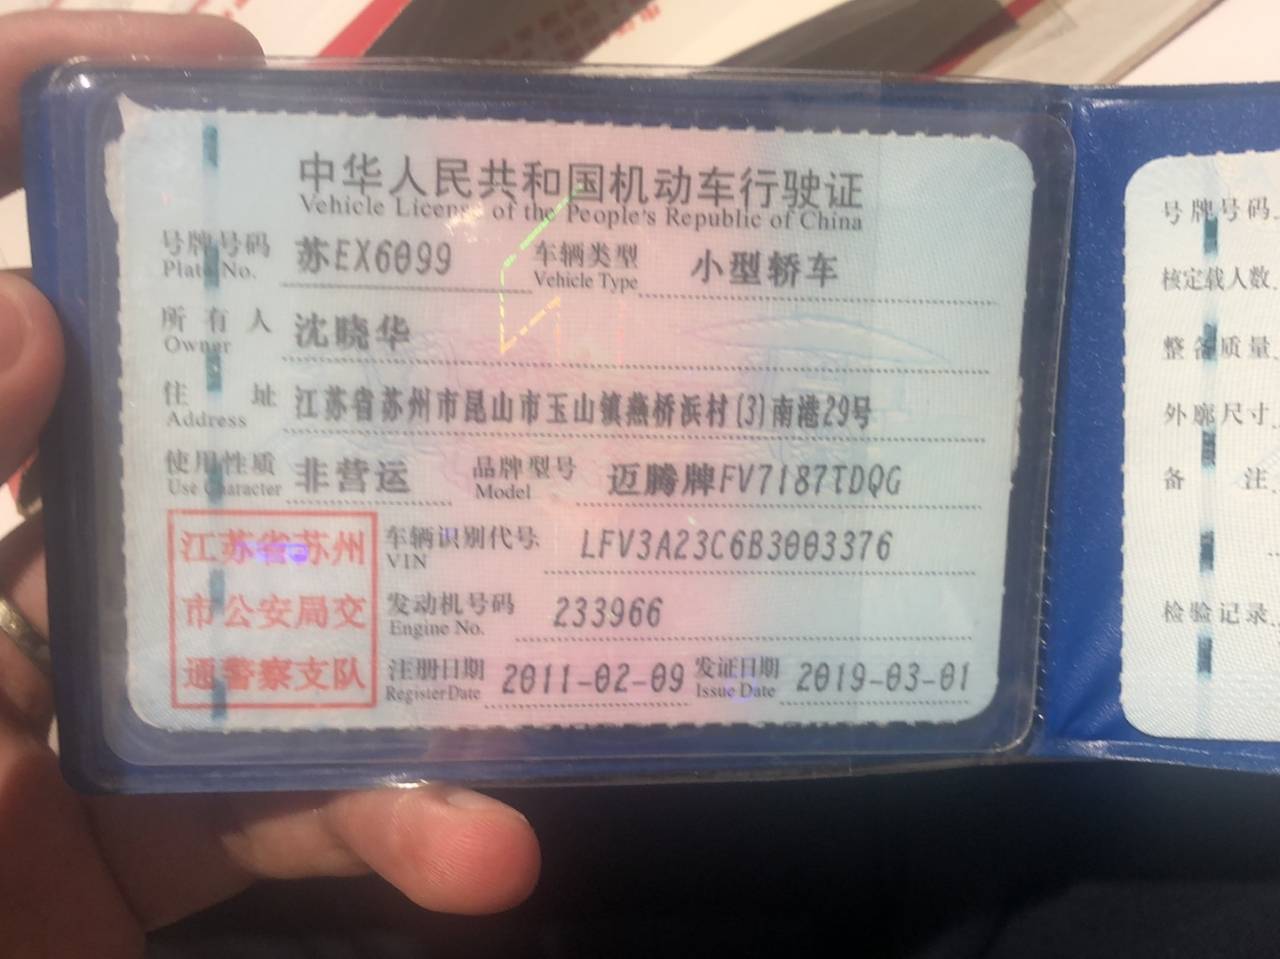 中华人民共和国机动车行驶证
Vehicle License of the People's Republic of China
号牌号码 苏EX6099 车辆类型 小型轿车
Plate No. Vehicle Type
所有人 沈晓华
Owner
住址 江苏省苏州市昆山市玉山镇燕桥浜村(3)南港29号
Address
使用性质 非营运 品牌型号 迈腾牌FV7187TDQG
Use Character Model
江苏省苏州
市公安局交
通警察支队
车辆识别代号 LFV3A23C6B3003376
VIN
发动机号码 233966
Engine No.
注册日期 2011-02-09 发证日期 2019-03-01
Register Date Issue Date
号牌号码
核定载人数
整备质量
外廓尺寸
备注
检验记录